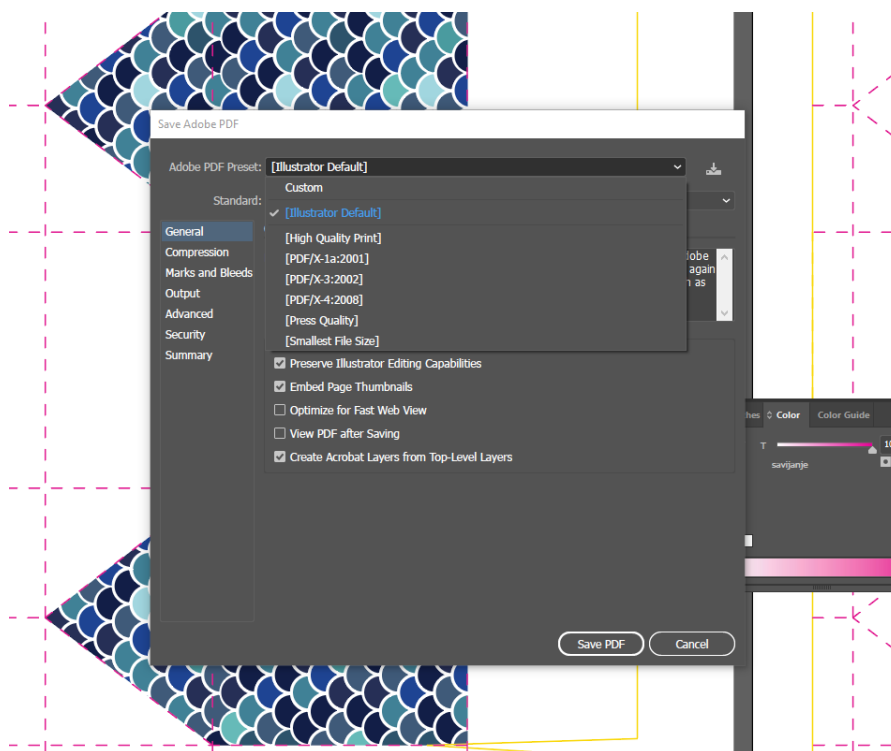 Save Adobe PDF
Adobe PDF Preset: [Illustrator Default]
Custom
Standard:
[Illustrator Default]
General
[High Quality Print]
Compression
[PDF/X-1a:2001]
Marks and Bleeds
[PDF/X-3:2002]
again
Output
[PDF/X-4:2008]
as
Advanced
[Press Quality]
Security
[Smallest File Size]
Summary
Preserve Illustrator Editing Capabilities
Embed Page Thumbnails
Optimize for Fast Web View
Color
Color Guide
View PDF after Saving
T
Create Acrobat Layers from Top-Level Layers
savijanje
Save PDF
Cancel